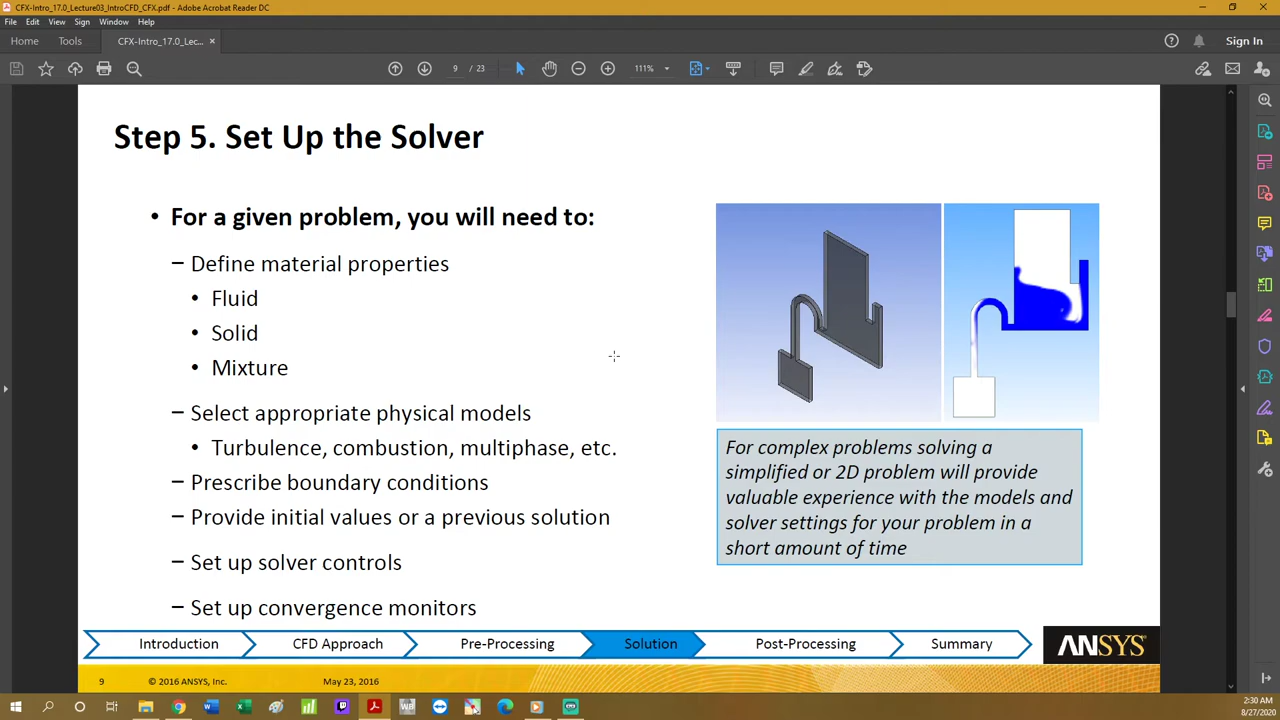 CFX-Intro_17.0_Lecture03_IntroCFD_CFX.pdf - Adobe Acrobat Reader DC
File Edit View Sign Window Help
Home Tools CFX-Intro_17.0_Lec... × Sign In
9 / 23 111%
Step 5. Set Up the Solver
• For a given problem, you will need to:
– Define material properties
• Fluid
• Solid
• Mixture
– Select appropriate physical models
• Turbulence, combustion, multiphase, etc.
– Prescribe boundary conditions
– Provide initial values or a previous solution
– Set up solver controls
– Set up convergence monitors
For complex problems solving a
simplified or 2D problem will provide
valuable experience with the models and
solver settings for your problem in a
short amount of time
Introduction CFD Approach Pre-Processing Solution Post-Processing Summary
ANSYS
9 © 2016 ANSYS, Inc. May 23, 2016
WB
2:30 AM
8/27/2020